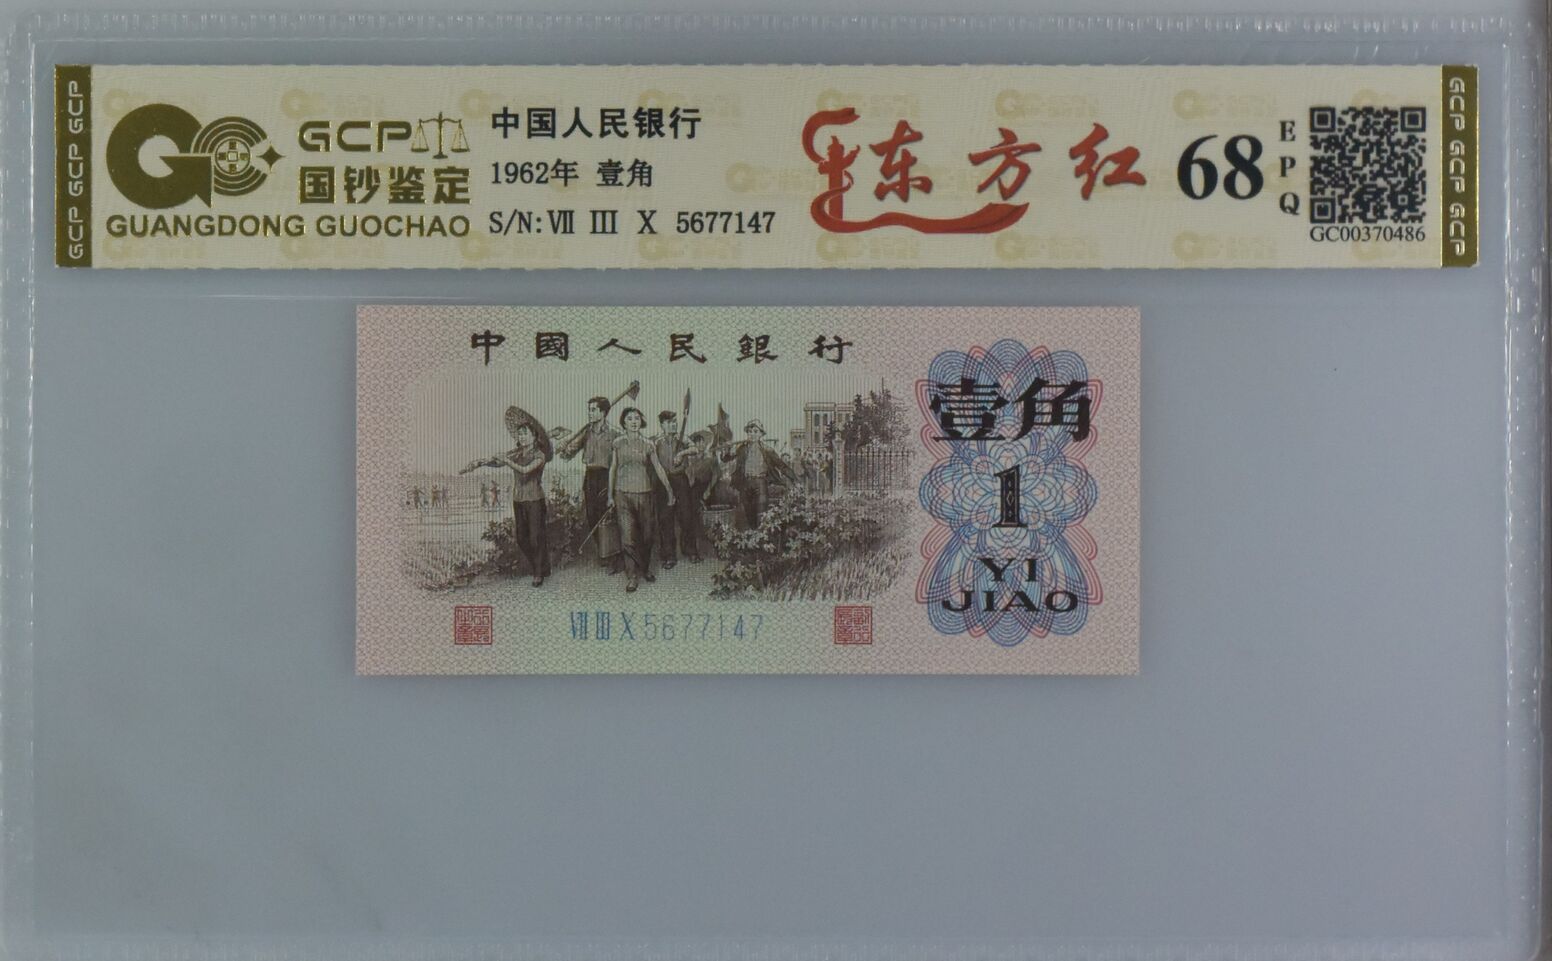 GCP GCP GCP
GCP
国钞鉴定
GUANGDONG GUOCHAO
中国人民银行
1962年 壹角
S/N: Ⅶ Ⅲ Ⅹ 5677147
东方红
68
EPQ
GC00370486
GCP GCP GCP
中國人民銀行
壹角
1
YI
JIAO
Ⅶ Ⅲ Ⅹ 5677147